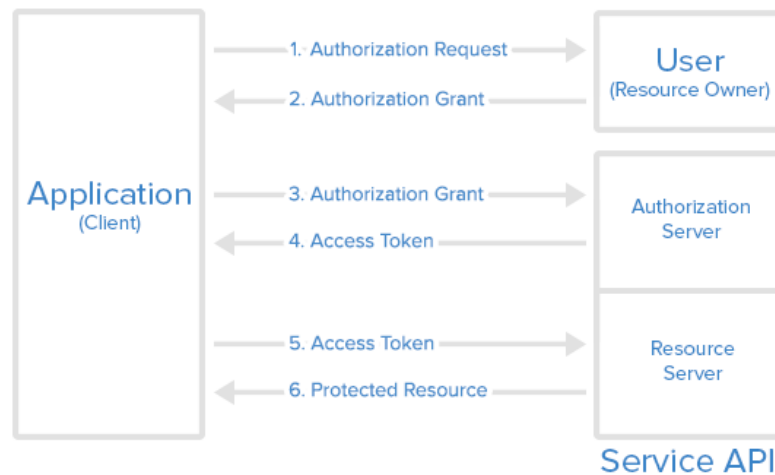 1. Authorization Request
User
(Resource Owner)
2. Authorization Grant
Application
(Client)
3. Authorization Grant
Authorization
Server
4. Access Token
5. Access Token
Resource
Server
6. Protected Resource
Service API